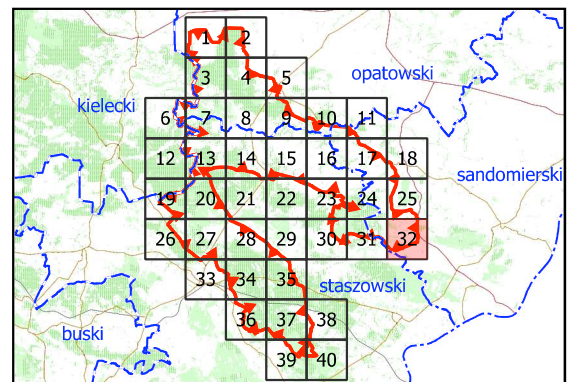 1 2
3 4 5
opatowski
kielecki
6 7 8 9 10 11
12 13 14 15 16 17 18
sandomierski
19 20 21 22 23 24 25
26 27 28 29 30 31 32
33 34 35
staszowski
36 37 38
buski
39 40